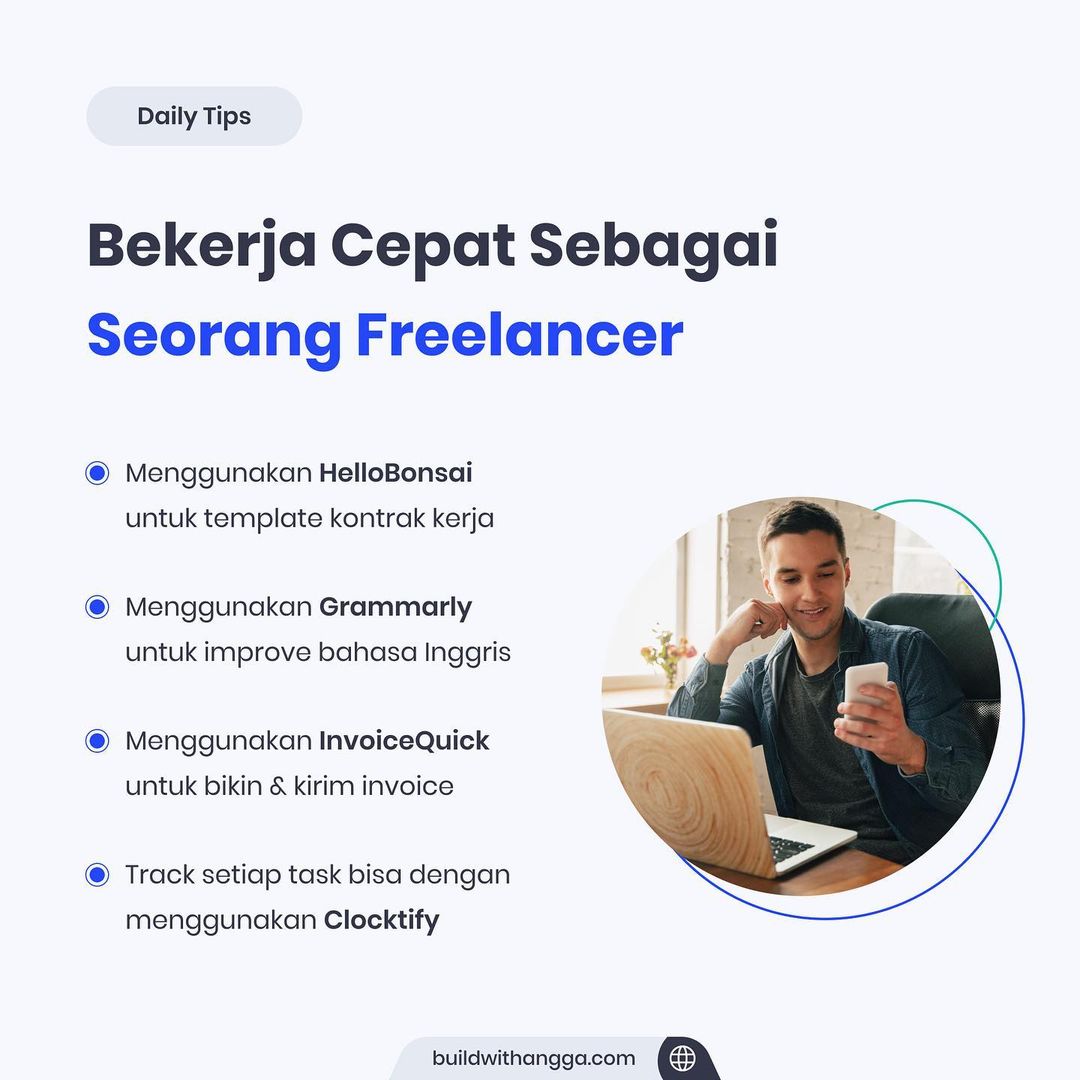 Daily Tips
Bekerja Cepat Sebagai
Seorang Freelancer
Menggunakan HelloBonsai
untuk template kontrak kerja
Menggunakan Grammarly
untuk improve bahasa Inggris
Menggunakan InvoiceQuick
untuk bikin & kirim invoice
Track setiap task bisa dengan
menggunakan Clocktify
buildwithangga.com